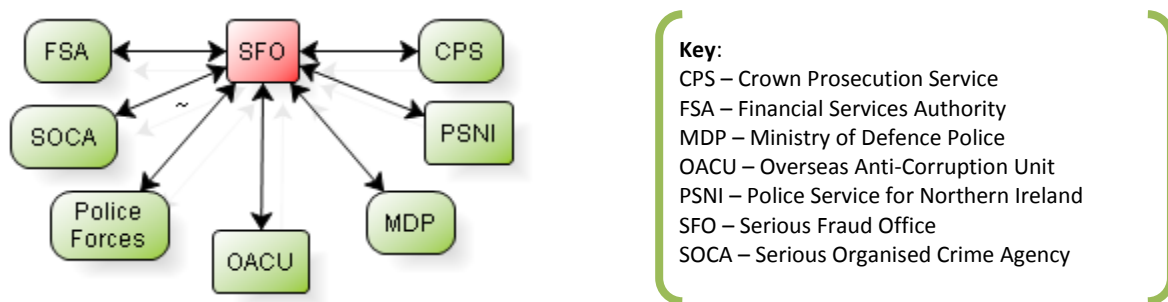 FSA
SFO
CPS
~
SOCA
PSNI
Police
Forces
OACU
MDP
Key:
CPS – Crown Prosecution Service
FSA – Financial Services Authority
MDP – Ministry of Defence Police
OACU – Overseas Anti-Corruption Unit
PSNI – Police Service for Northern Ireland
SFO – Serious Fraud Office
SOCA – Serious Organised Crime Agency